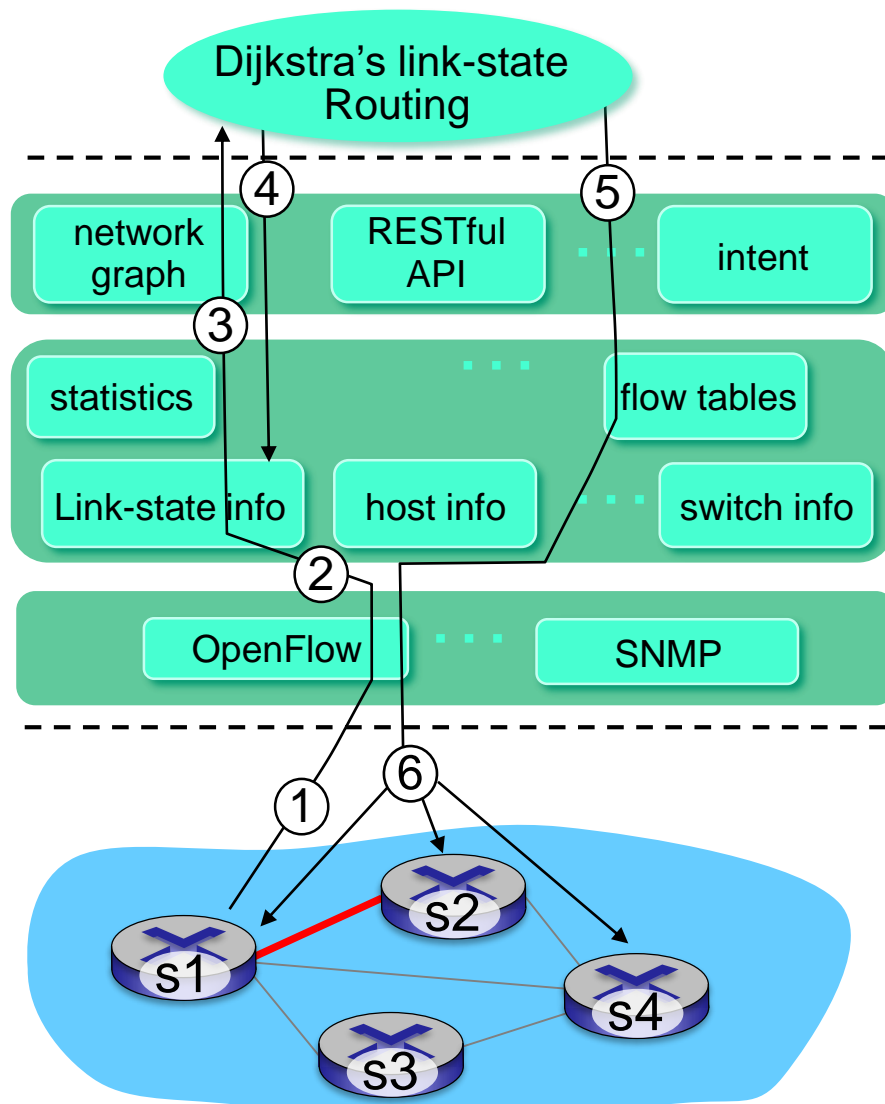 Dijkstra's link-state
Routing
4
5
network
graph
RESTful
API
intent
3
statistics
flow tables
Link-state info
host info
switch info
2
OpenFlow
SNMP
1
6
s2
s1
s4
s3